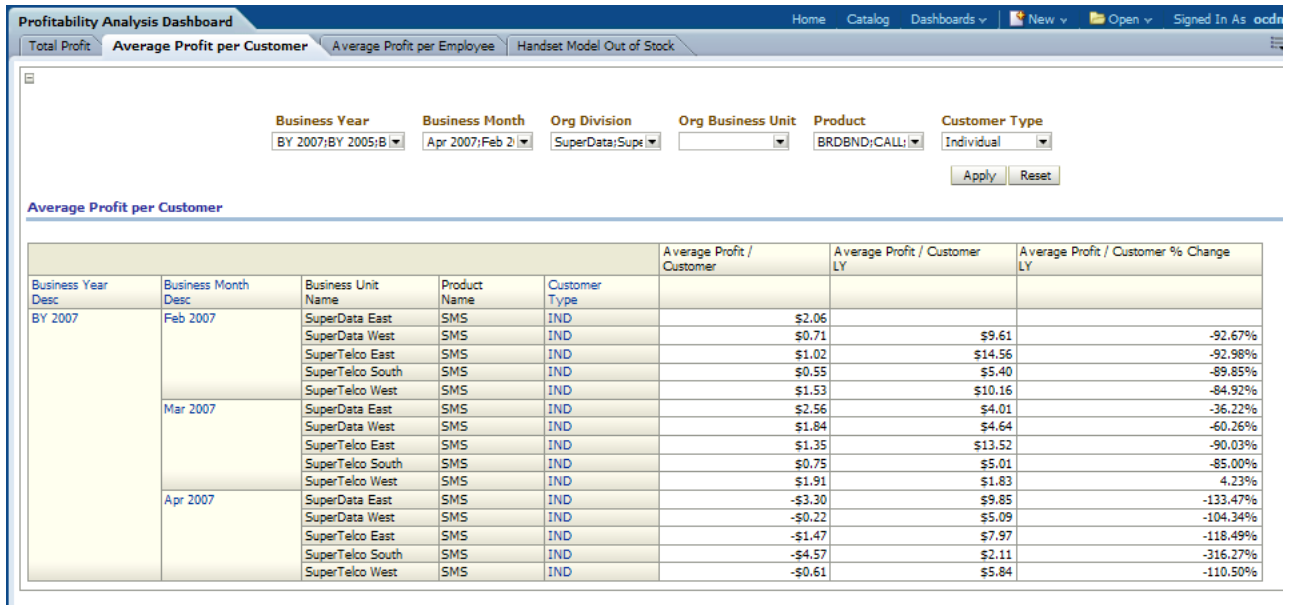 Profitability Analysis Dashboard Home Catalog Dashboards New Open Signed In As ocdm
Total Profit Average Profit per Customer Average Profit per Employee Handset Model Out of Stock
Business Year Business Month Org Division Org Business Unit Product Customer Type
BY 2007;BY 2005;B Apr 2007;Feb 2 SuperData;Supe BRDBND;CALL; Individual
Apply Reset
Average Profit per Customer
Average Profit / Customer Average Profit / Customer LY Average Profit / Customer % Change LY
Business Year Desc Business Month Desc Business Unit Name Product Name Customer Type
BY 2007 Feb 2007 SuperData East SMS IND $2.06
SuperData West SMS IND $0.71 $9.61 -92.67%
SuperTelco East SMS IND $1.02 $14.56 -92.98%
SuperTelco South SMS IND $0.55 $5.40 -89.85%
SuperTelco West SMS IND $1.53 $10.16 -84.92%
Mar 2007 SuperData East SMS IND $2.56 $4.01 -36.22%
SuperData West SMS IND $1.84 $4.64 -60.26%
SuperTelco East SMS IND $1.35 $13.52 -90.03%
SuperTelco South SMS IND $0.75 $5.01 -85.00%
SuperTelco West SMS IND $1.91 $1.83 4.23%
Apr 2007 SuperData East SMS IND -$3.30 $9.85 -133.47%
SuperData West SMS IND -$0.22 $5.09 -104.34%
SuperTelco East SMS IND -$1.47 $7.97 -118.49%
SuperTelco South SMS IND -$4.57 $2.11 -316.27%
SuperTelco West SMS IND -$0.61 $5.84 -110.50%